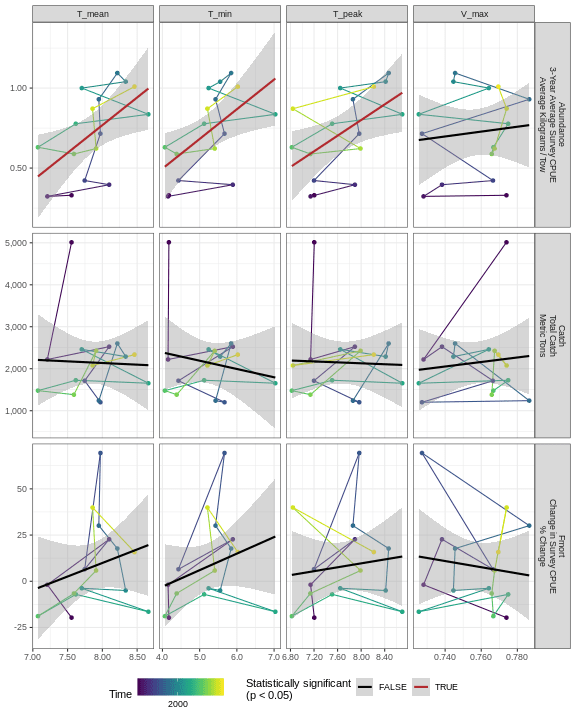 T_mean
T_min
T_peak
V_max
1.00
0.50
Abundance
3-Year Average Survey CPUE
Average Kilograms / Tow
5,000
4,000
3,000
2,000
1,000
Catch
Total Catch
Metric Tons
50
25
0
-25
Fmort
Change in Survey CPUE
% Change
7.00
7.50
8.00
8.50
4.0
5.0
6.0
7.0
6.80
7.20
7.60
8.00
8.40
0.740
0.760
0.780
Time
2000
Statistically significant
(p < 0.05)
FALSE
TRUE